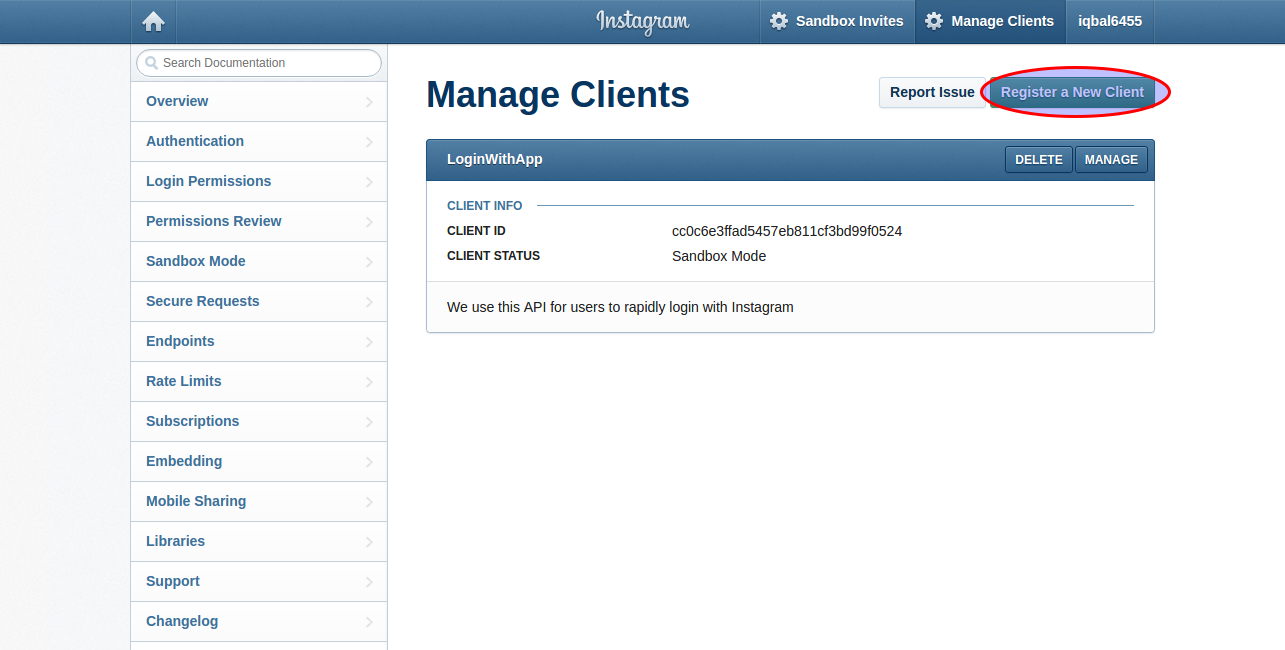 Instagram
Sandbox Invites
Manage Clients
iqbal6455
Search Documentation
Overview
Authentication
Login Permissions
Permissions Review
Sandbox Mode
Secure Requests
Endpoints
Rate Limits
Subscriptions
Embedding
Mobile Sharing
Libraries
Support
Changelog
Manage Clients
Report Issue
Register a New Client
LoginWithApp
DELETE
MANAGE
CLIENT INFO
CLIENT ID cc0c6e3ffad5457eb811cf3bd99f0524
CLIENT STATUS Sandbox Mode
We use this API for users to rapidly login with Instagram